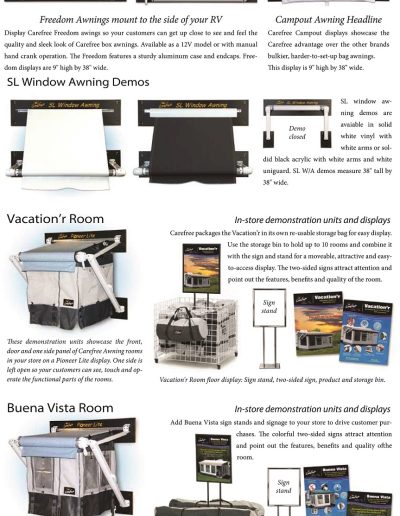 Freedom Awnings mount to the side of your RV
Display Carefree Freedom awings so your customers can get up close to see and feel the
quality and sleek look of Carefree box awnings. Available as a 12V model or with manual
hand crank operation. The Freedom features a sturdy aluminum case and endcaps. Free-
dom displays are 9" high by 38" wide.
Campout Awning Headline
Carefree Campout displays showcase the
Carefree advantage over the other brands
bulkier, harder-to-set-up bag awnings.
This display is 9" high by 38" wide.
SL Window Awning Demos
SL Window Awning
SL Window Awning
Demo
closed
SL window aw-
ning demos are
avaiable in solid
white vinyl with
white arms or sol-
did black acrylic with white arms and white
uniguard. SL W/A demos measure 38" tall by
38" wide.
Vacation'r Room
Pioneer Lite
These demonstration units showcase the front,
door and one side panel of Carefree Awning rooms
in your store on a Pioneer Lite display. One side is
left open so your customers can see, touch and op-
erate the functional parts of the rooms.
In-store demonstration units and displays
Carefree packages the Vacation'r in its own re-usable storage bag for easy display.
Use the storage bin to hold up to 10 rooms and combine it
with the sign and stand for a moveable, attractive and easy-
to-access display. The two-sided signs attract attention and
point out the features, benefits and quality of the room.
Vacation'r
Sign
stand
Vacation'r
Vacation'r Room floor display: Sign stand, two-sided sign, product and storage bin.
Buena Vista Room
Pioneer Lite
In-store demonstration units and displays
Add Buena Vista sign stands and signage to your store to drive customer pur-
chases. The colorful two-sided signs attract attention
and point out the features, benefits and quality ofthe
room.
Buena Vista
Sign
stand
Buena Vista